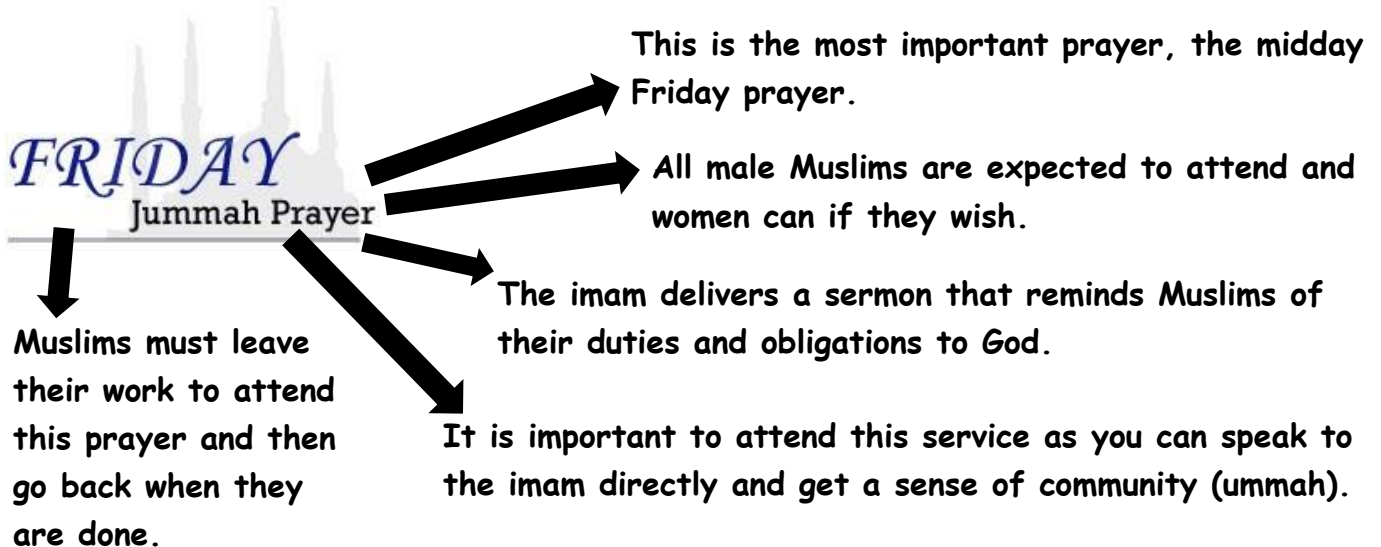 FRIDAY
Jummah Prayer
This is the most important prayer, the midday
Friday prayer.
All male Muslims are expected to attend and
women can if they wish.
The imam delivers a sermon that reminds Muslims of
their duties and obligations to God.
It is important to attend this service as you can speak to
the imam directly and get a sense of community (ummah).
Muslims must leave
their work to attend
this prayer and then
go back when they
are done.